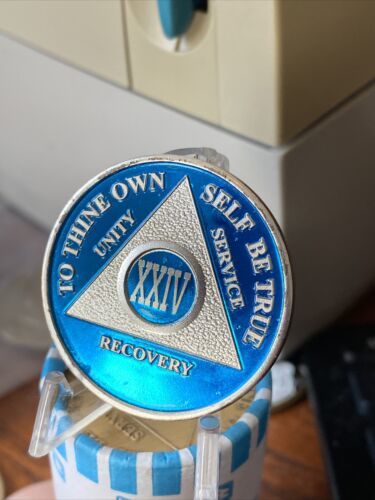 TO THINE OWN
SELF BE TRUE
UNITY
SERVICE
XXIV
RECOVERY